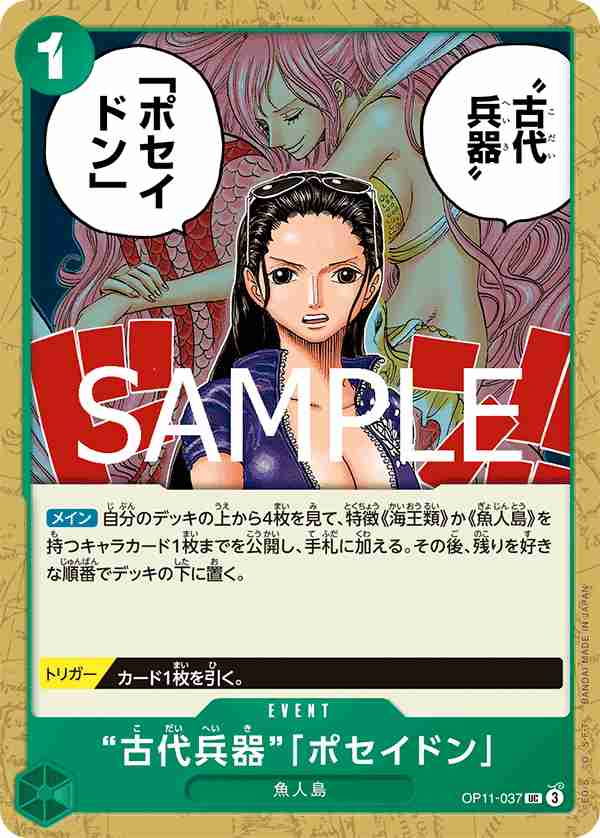 1
“古代
兵器”
「ポセイ
ドン」
SAMPLE
メイン 自分のデッキの上から4枚を見て、特徴《海王類》か《魚人島》を
持つキャラカード1枚までを公開し、手札に加える。その後、残りを好き
な順番でデッキの下に置く。
トリガー カード1枚を引く。
EVENT
“古代兵器”「ポセイドン」
魚人島
OP11-037 UC 3
BANDAI MADE IN JAPAN